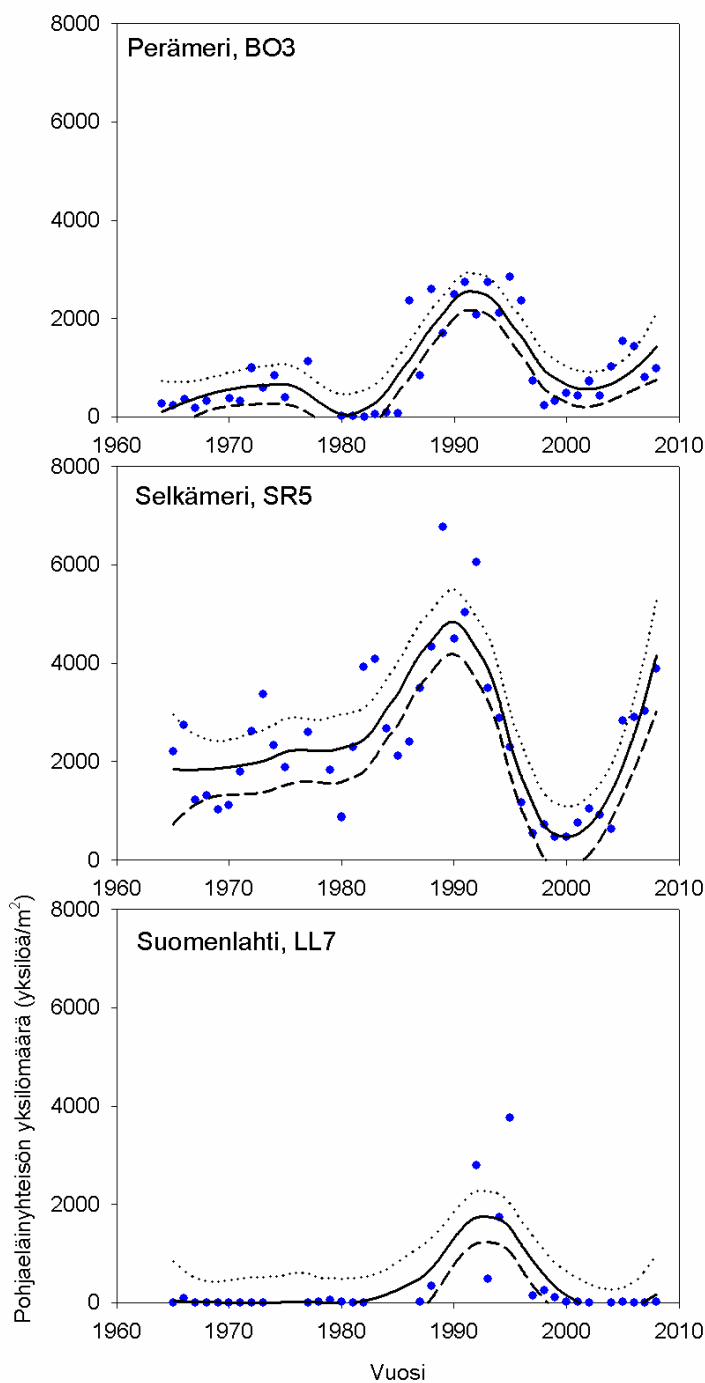 8000
Perämeri, BO3
6000
4000
2000
0
1960 1970 1980 1990 2000 2010
8000
Selkämeri, SR5
6000
4000
2000
0
1960 1970 1980 1990 2000 2010
8000
Suomenlahti, LL7
6000
4000
2000
0
1960 1970 1980 1990 2000 2010
Pohjaeläinyhteisön yksilömäärä (yksilöä/m²)
Vuosi